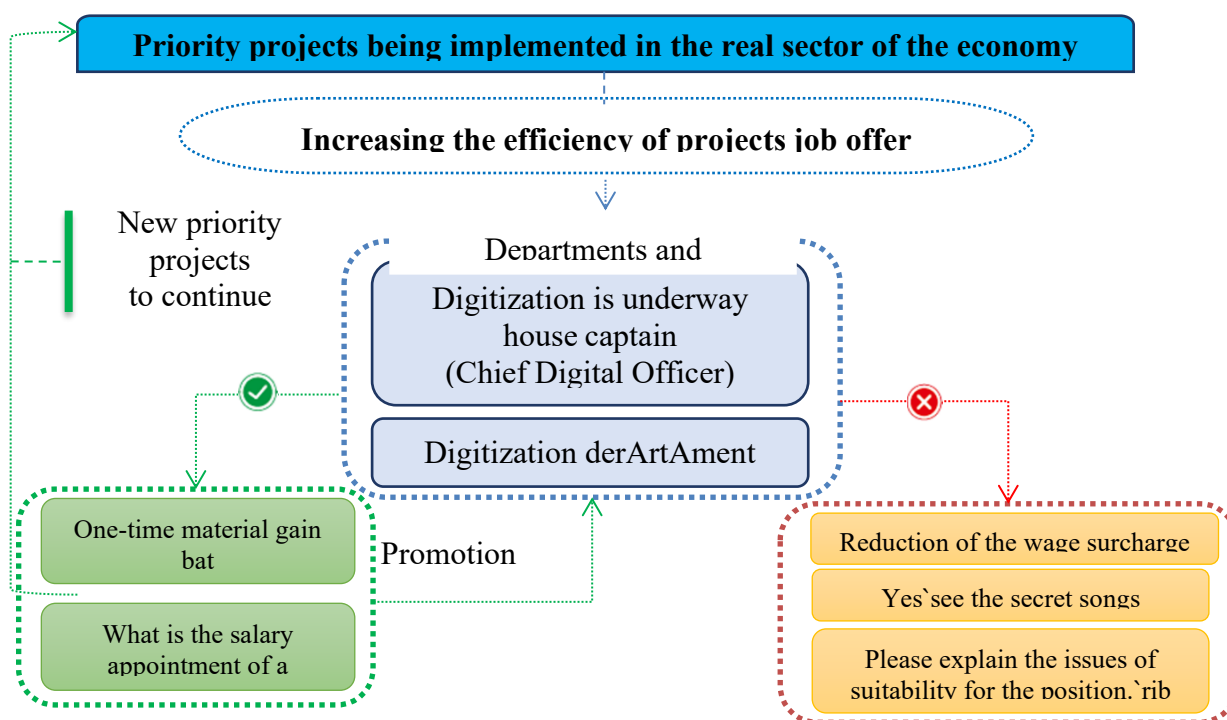 Priority projects being implemented in the real sector of the economy
Increasing the efficiency of projects job offer
New priority
projects
to continue
Departments and
Digitization is underway
house captain
(Chief Digital Officer)
Digitization derArtAment
One-time material gain
bat
What is the salary
appointment of a
Promotion
Reduction of the wage surcharge
Yes`see the secret songs
Please explain the issues of
suitability for the position.`rib